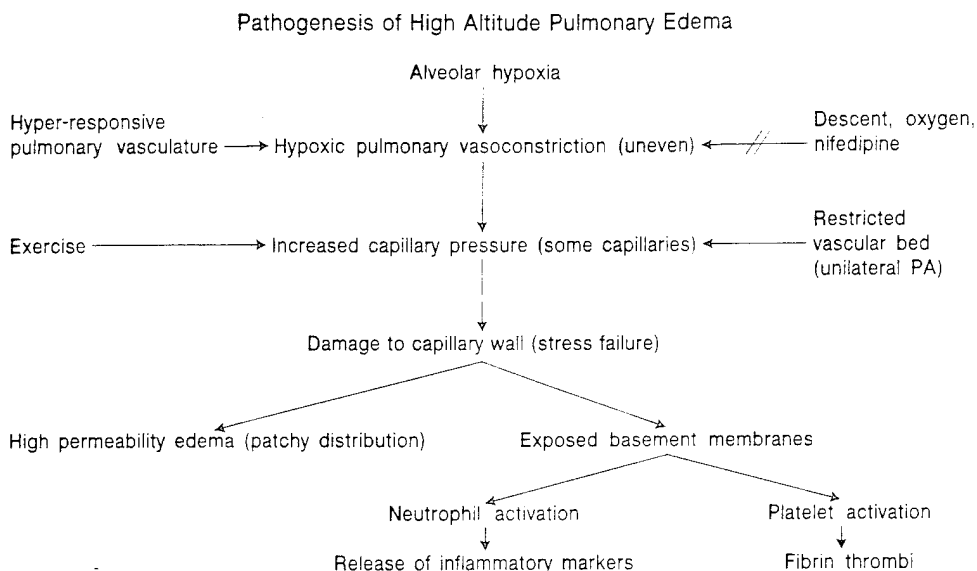 Pathogenesis of High Altitude Pulmonary Edema
Alveolar hypoxia
Hyper-responsive
pulmonary vasculature
Hypoxic pulmonary vasoconstriction (uneven)
Descent, oxygen,
nifedipine
Exercise
Increased capillary pressure (some capillaries)
Restricted
vascular bed
(unilateral PA)
Damage to capillary wall (stress failure)
High permeability edema (patchy distribution)
Exposed basement membranes
Neutrophil activation
Platelet activation
Release of inflammatory markers
Fibrin thrombi